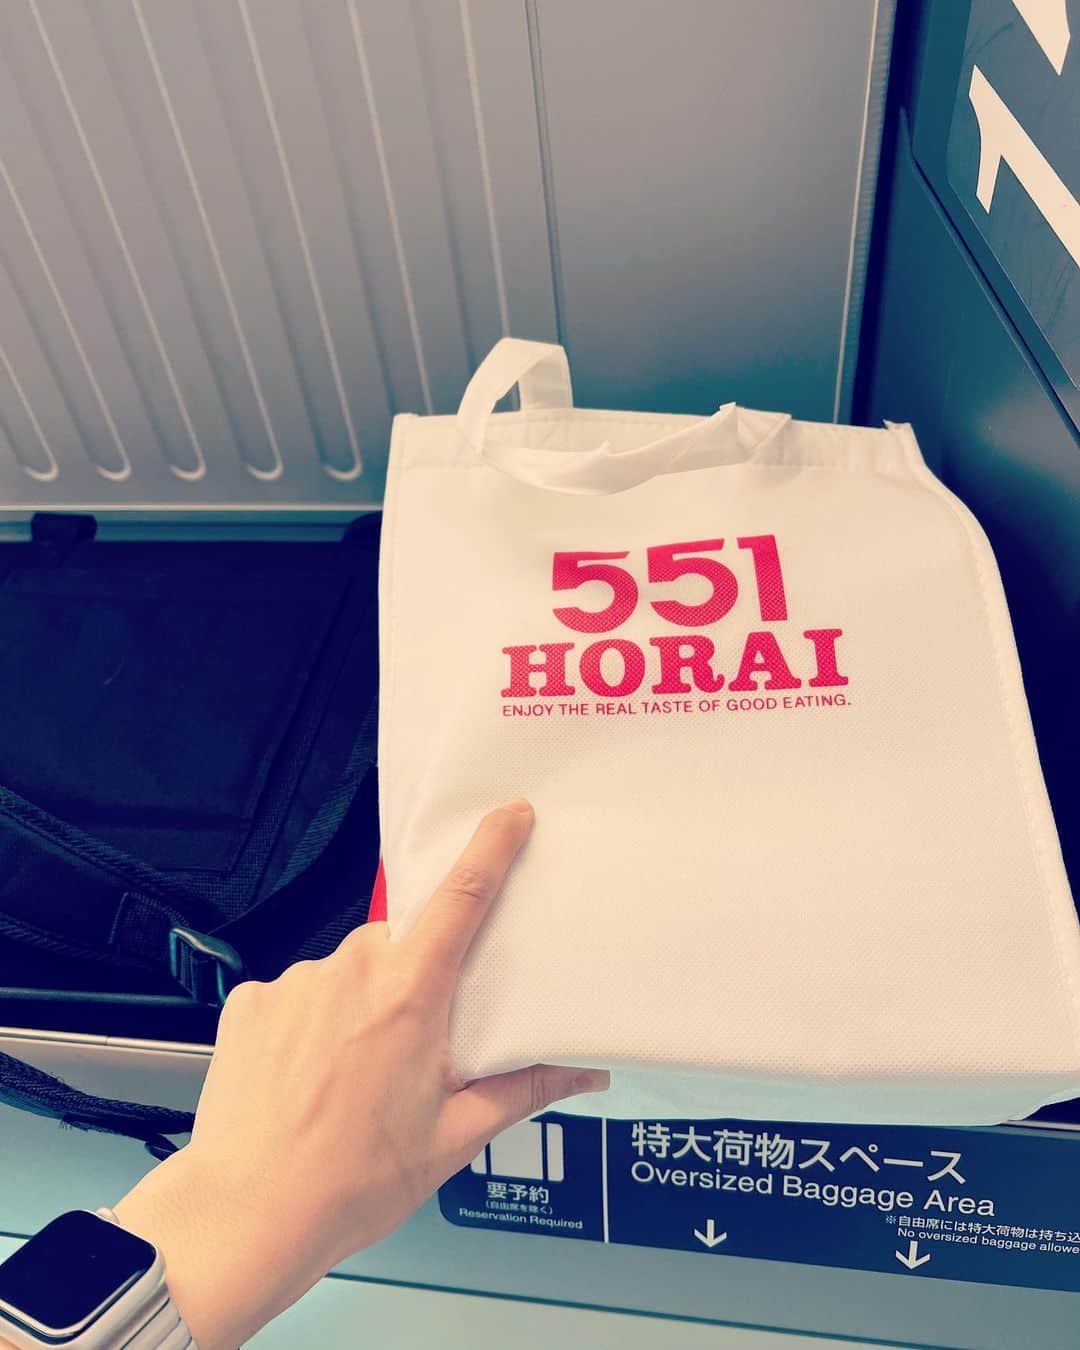 551
HORAI
ENJOY THE REAL TASTE OF GOOD EATING.
特大荷物スペース
Oversized Baggage Area
要予約
(自由席を除く)
Reservation Required
※自由席には特大荷物は持ち込
No oversized baggage allowe